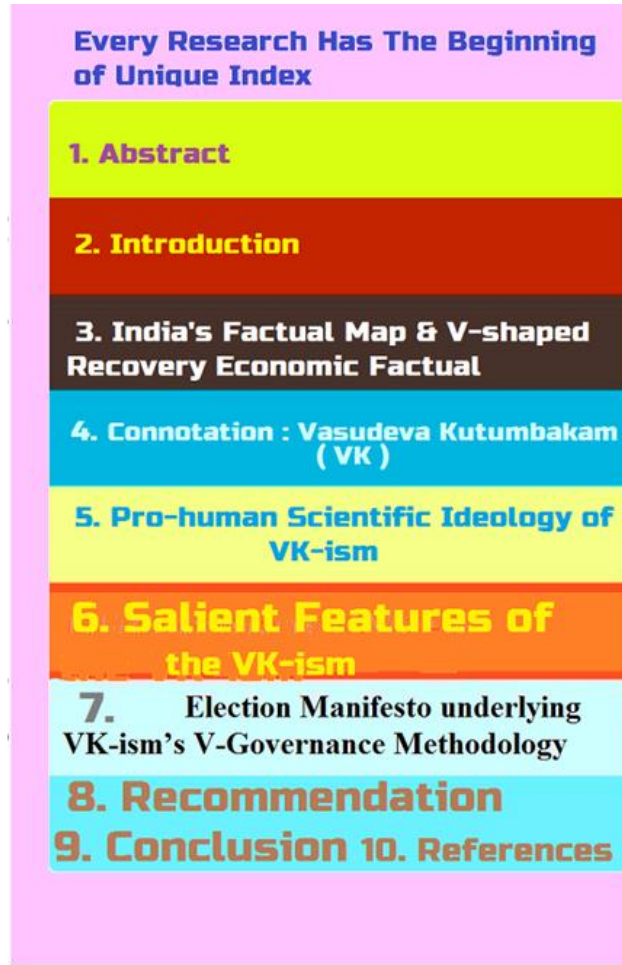 Every Research Has The Beginning
of Unique Index
1. Abstract
2. Introduction
3. India's Factual Map & V-shaped
Recovery Economic Factual
4. Connotation : Vasudeva Kutumbakam
( VK )
5. Pro-human Scientific Ideology of
VK-ism
6. Salient Features of
the VK-ism
7. Election Manifesto underlying
VK-ism's V-Governance Methodology
8. Recommendation
9. Conclusion 10. References